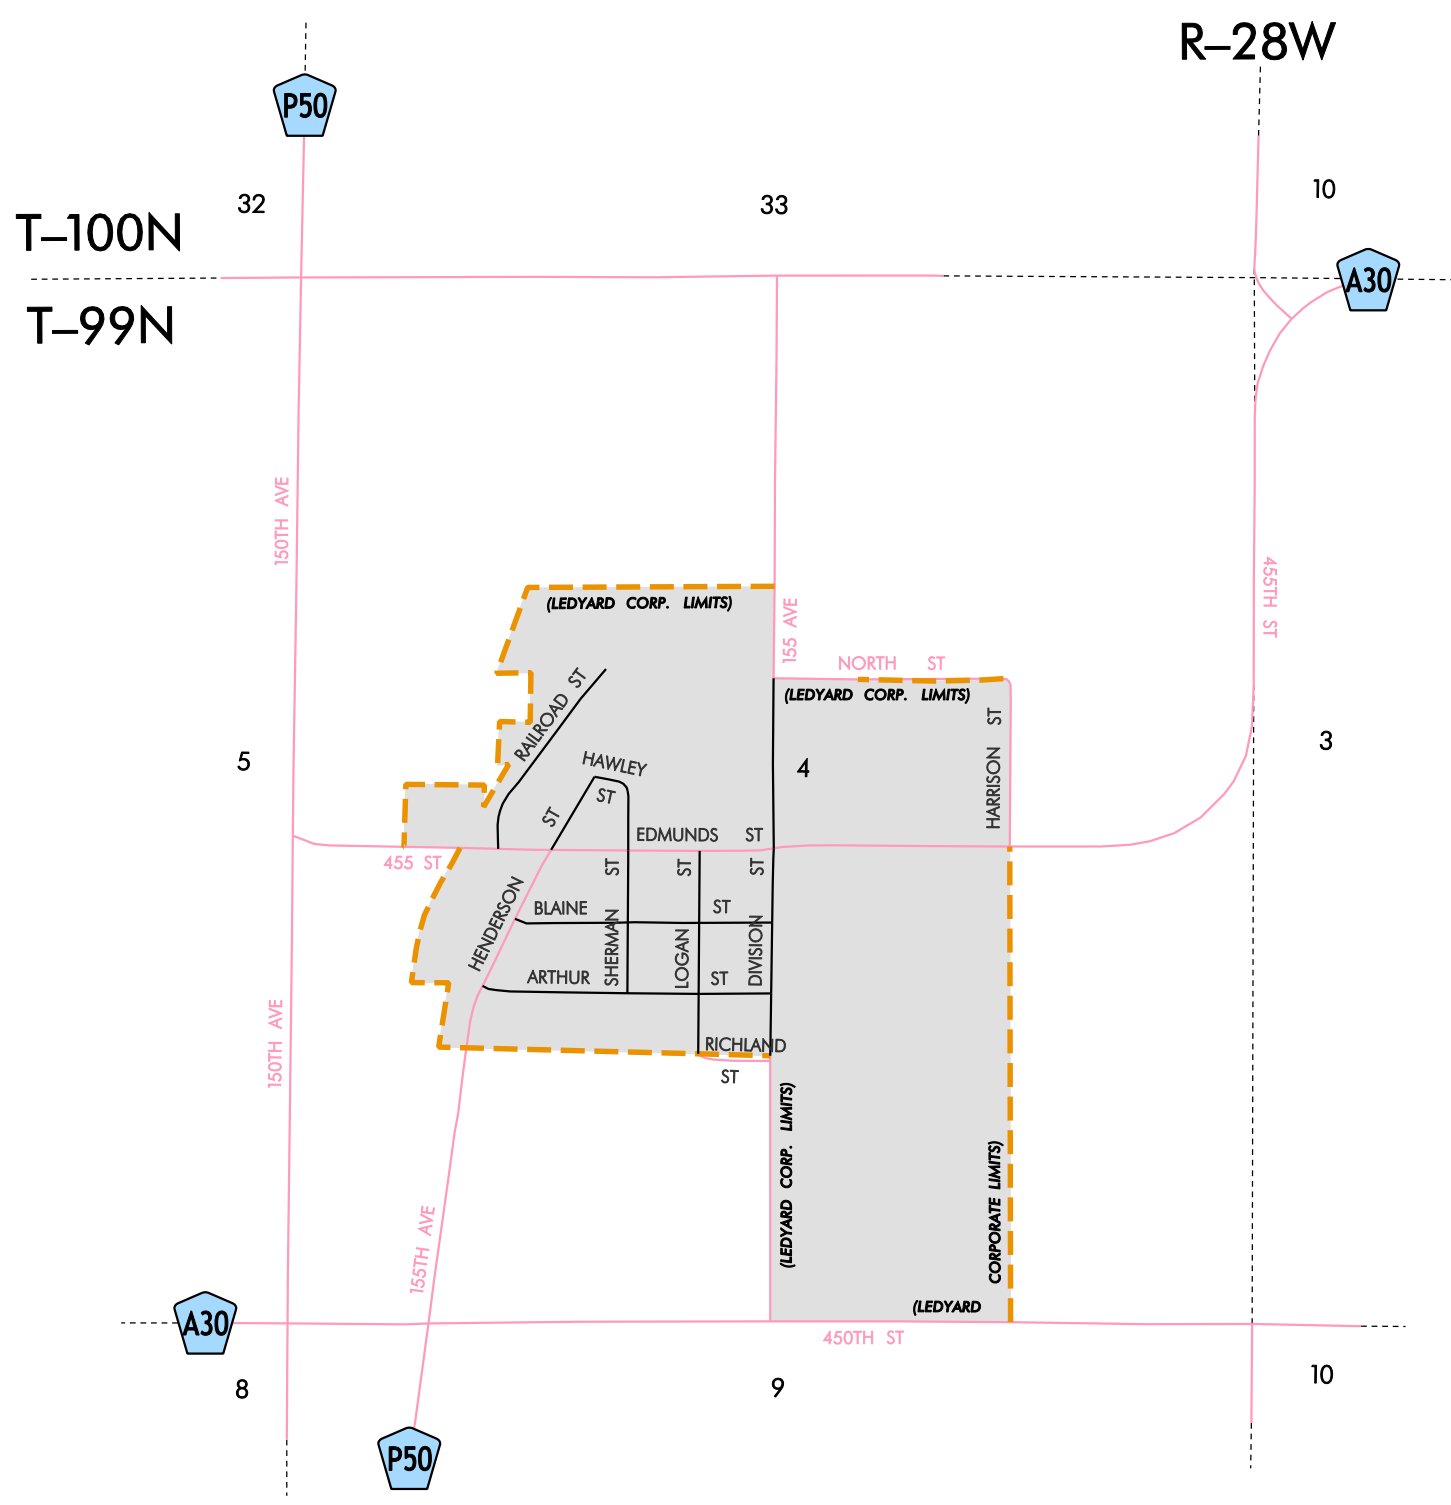 R–28W
P50
32
33
10
T–100N
A30
T–99N
150TH AVE
455TH ST
(LEDYARD CORP. LIMITS)
155 AVE
NORTH ST
(LEDYARD CORP. LIMITS)
RAILROAD ST
HARRISON ST
5
4
3
HAWLEY ST
EDMUNDS ST
455 ST
HENDERSON ST
BLAINE ST
SHERMAN ST
LOGAN ST
DIVISION ST
ARTHUR ST
150TH AVE
RICHLAND
ST
(LEDYARD CORP. LIMITS)
CORPORATE LIMITS)
155TH AVE
(LEDYARD
A30
450TH ST
8
9
10
P50